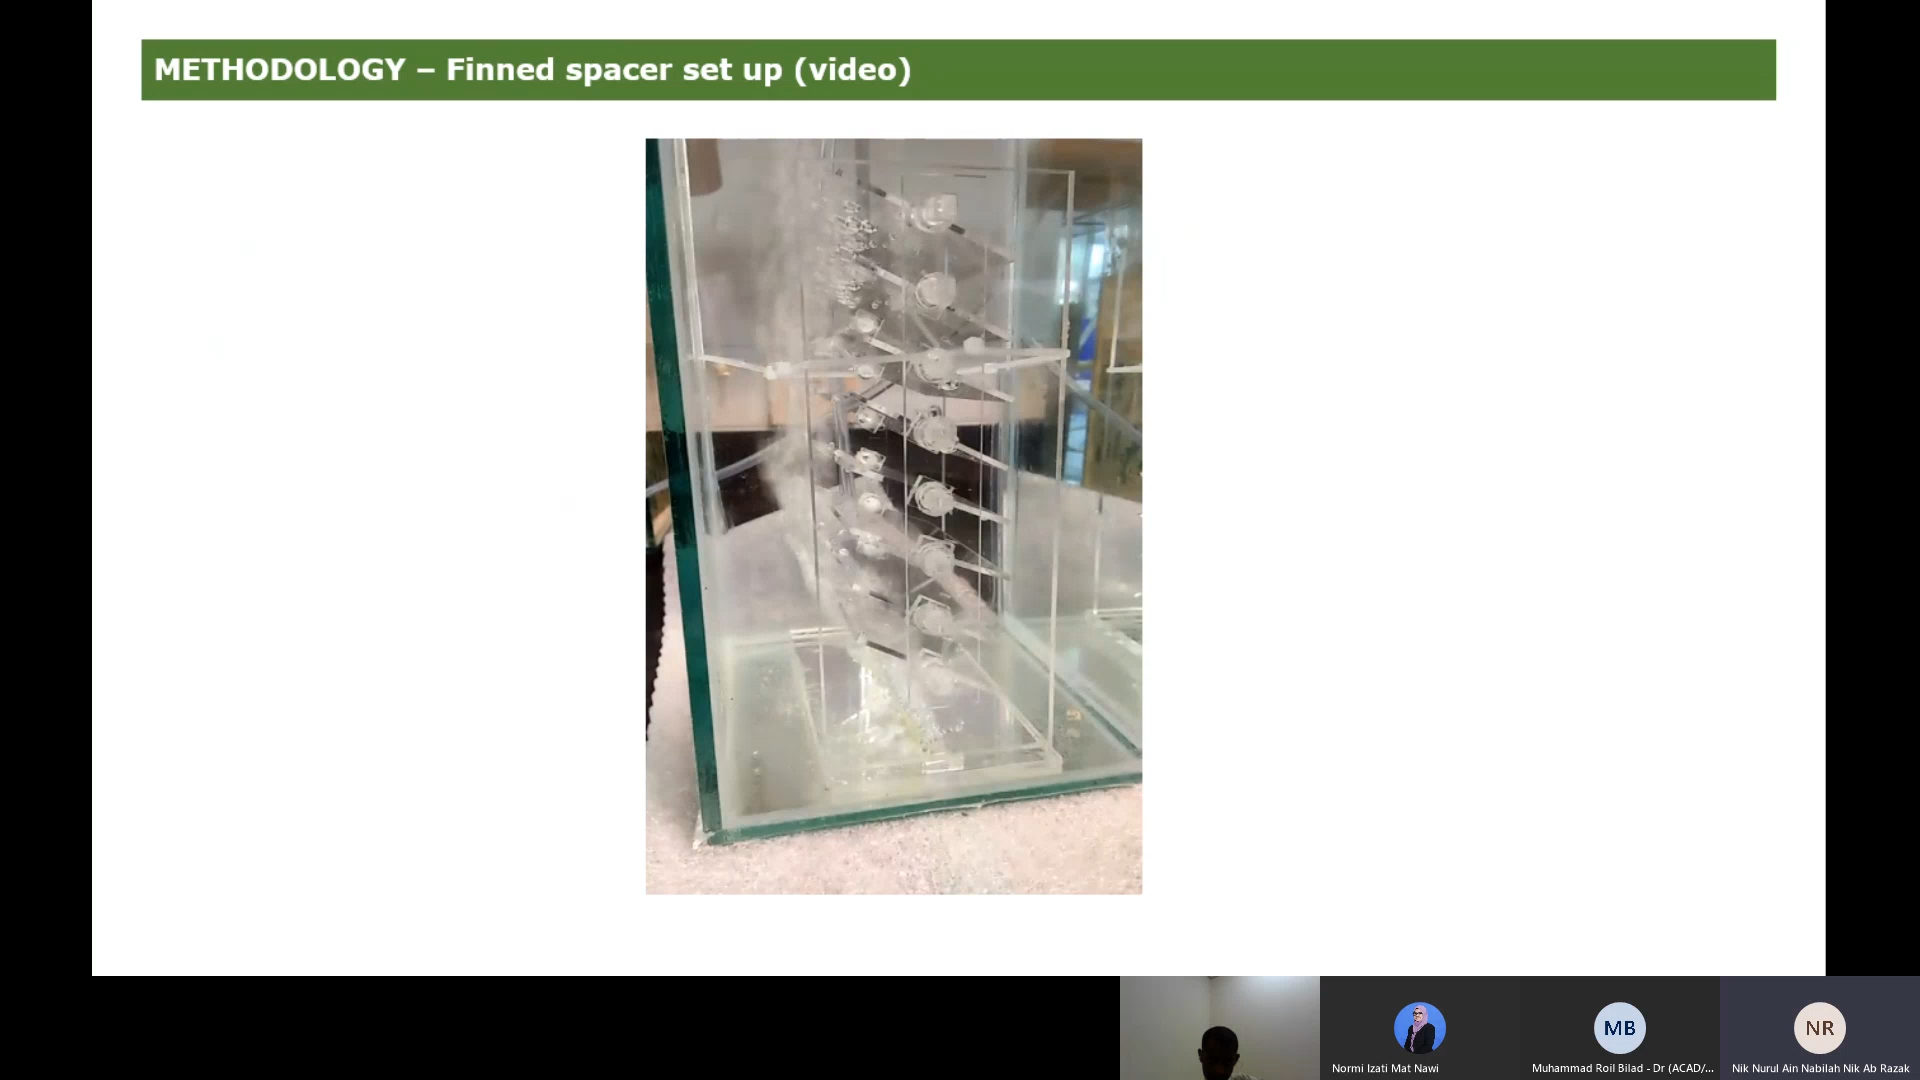 METHODOLOGY – Finned spacer set up (video)
Normi Izati Mat Nawi
MB
Muhammad Roil Bilad - Dr (ACAD/...
NR
Nik Nurul Ain Nabilah Nik Ab Razak